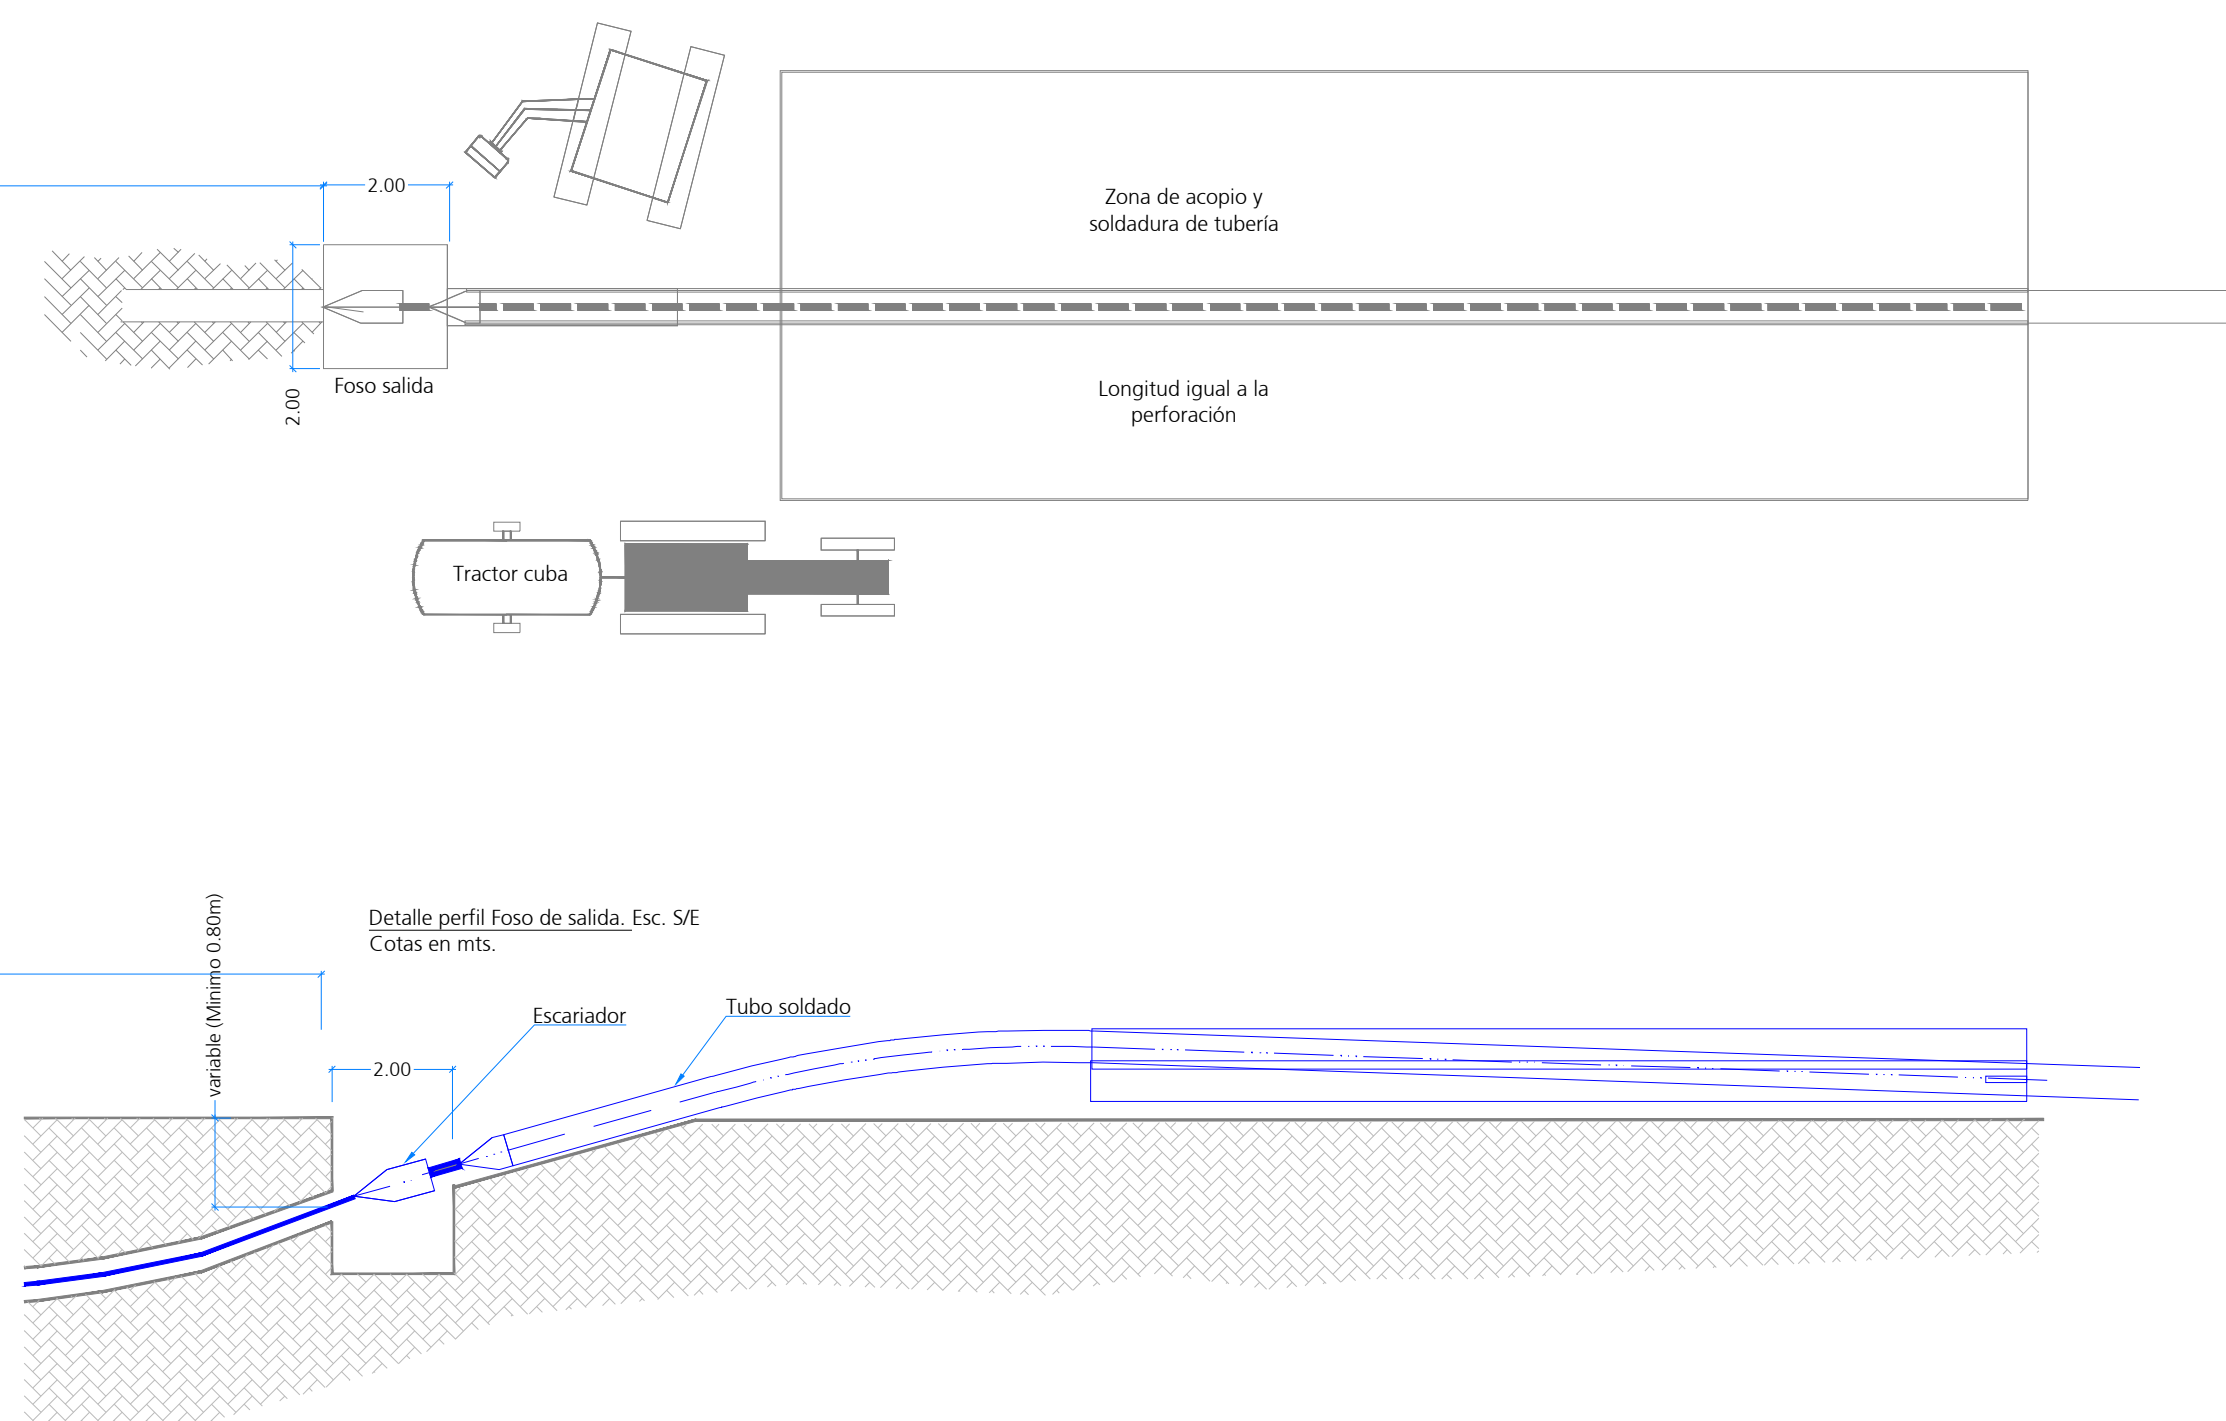 2.00
Zona de acopio y
soldadura de tubería
Foso salida
2.00
Longitud igual a la
perforación
Tractor cuba
Detalle perfil Foso de salida. Esc. S/E
Cotas en mts.
variable (Minimo 0.80m)
Escariador
Tubo soldado
2.00